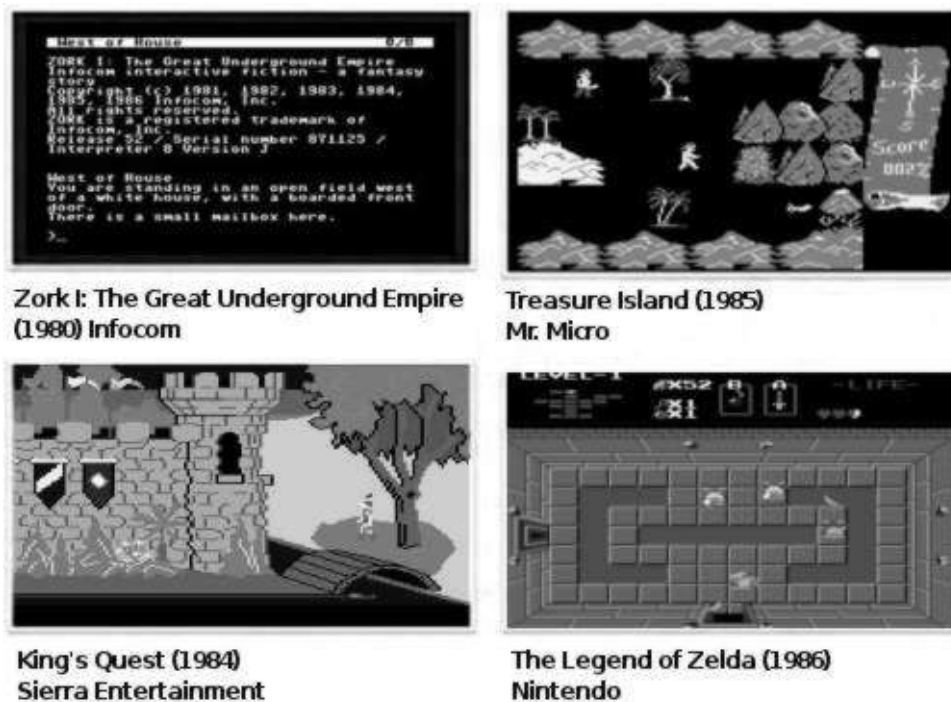 West of House 0/0
ZORK I: The Great Underground Empire
Infocom interactive fiction - a fantasy
story
Copyright (c) 1981, 1982, 1983, 1984,
1985, 1986 Infocom, Inc.
All rights reserved.
ZORK is a registered trademark of
Infocom, Inc.
Release 52 / Serial number 871125 /
Interpreter 8 Version J
West of House
You are standing in an open field west
of a white house, with a boarded front
door.
There is a small mailbox here.
>_
Score
Zork I: The Great Underground Empire
(1980) Infocom
Treasure Island (1985)
Mr. Micro
LEVEL-1
X52 B A -LIFE-
X1
X1
King's Quest (1984)
Sierra Entertainment
The Legend of Zelda (1986)
Nintendo